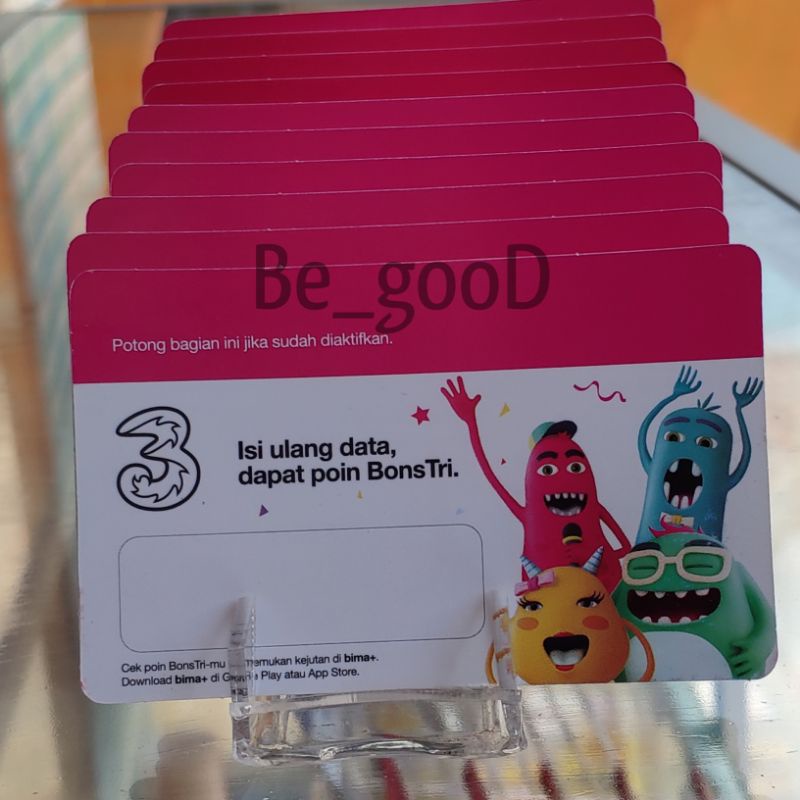 Be_gooD
Potong bagian ini jika sudah diaktifkan.
3
Isi ulang data,
dapat poin BonsTri.
Cek poin BonsTri-mu kejutan di bima+.
Download bima+ di Google Play atau App Store.